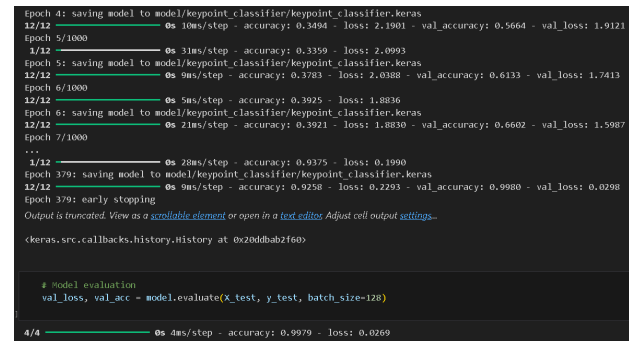 Epoch 4: saving model to model/keypoint_classifier/keypoint_classifier.keras
12/12 0s 10ms/step - accuracy: 0.3494 - loss: 2.1901 - val_accuracy: 0.5664 - val_loss: 1.9121
Epoch 5/1000
1/12 0s 31ms/step - accuracy: 0.3359 - loss: 2.0993
Epoch 5: saving model to model/keypoint_classifier/keypoint_classifier.keras
12/12 0s 9ms/step - accuracy: 0.3783 - loss: 2.0388 - val_accuracy: 0.6133 - val_loss: 1.7413
Epoch 6/1000
12/12 0s 5ms/step - accuracy: 0.3925 - loss: 1.8836
Epoch 6: saving model to model/keypoint_classifier/keypoint_classifier.keras
12/12 0s 21ms/step - accuracy: 0.3921 - loss: 1.8830 - val_accuracy: 0.6602 - val_loss: 1.5987
Epoch 7/1000
...
1/12 0s 28ms/step - accuracy: 0.9375 - loss: 0.1990
Epoch 379: saving model to model/keypoint_classifier/keypoint_classifier.keras
12/12 0s 9ms/step - accuracy: 0.9258 - loss: 0.2293 - val_accuracy: 0.9980 - val_loss: 0.0298
Epoch 379: early stopping
Output is truncated. View as a scrollable element or open in a text editor. Adjust cell output settings...
<keras.src.callbacks.history.History at 0x20ddbab2f60>
# Model evaluation
val_loss, val_acc = model.evaluate(X_test, y_test, batch_size=128)
4/4 0s 4ms/step - accuracy: 0.9979 - loss: 0.0269